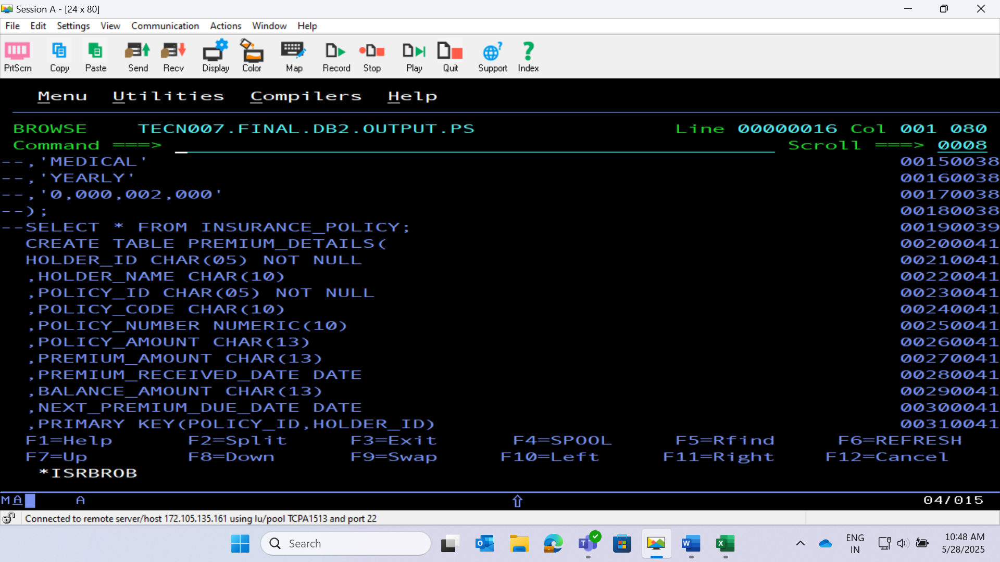 Session A - [24 x 80]
File Edit Settings View Communication Actions Window Help
PrtScrn Copy Paste Send Recv Display Color Map Record Stop Play Quit Support Index
Menu Utilities Compilers Help
BROWSE TECN007.FINAL.DB2.OUTPUT.PS Line 00000016 Col 001 080
Command ===> Scroll ===> 0008
--,'MEDICAL' 00150038
--,'YEARLY' 00160038
--,'0,000,002,000' 00170038
--); 00180038
--SELECT * FROM INSURANCE_POLICY; 00190039
CREATE TABLE PREMIUM_DETAILS( 00200041
HOLDER_ID CHAR(05) NOT NULL 00210041
,HOLDER_NAME CHAR(10) 00220041
,POLICY_ID CHAR(05) NOT NULL 00230041
,POLICY_CODE CHAR(10) 00240041
,POLICY_NUMBER NUMERIC(10) 00250041
,POLICY_AMOUNT CHAR(13) 00260041
,PREMIUM_AMOUNT CHAR(13) 00270041
,PREMIUM_RECEIVED_DATE DATE 00280041
,BALANCE_AMOUNT CHAR(13) 00290041
,NEXT_PREMIUM_DUE_DATE DATE 00300041
,PRIMARY KEY(POLICY_ID,HOLDER_ID) 00310041
F1=Help F2=Split F3=Exit F4=SPOOL F5=Rfind F6=REFRESH
F7=Up F8=Down F9=Swap F10=Left F11=Right F12=Cancel
*ISRBROB
MA A 04/015
Connected to remote server/host 172.105.135.161 using lu/pool TCPA1513 and port 22
Search
ENG
IN
10:48 AM
5/28/2025